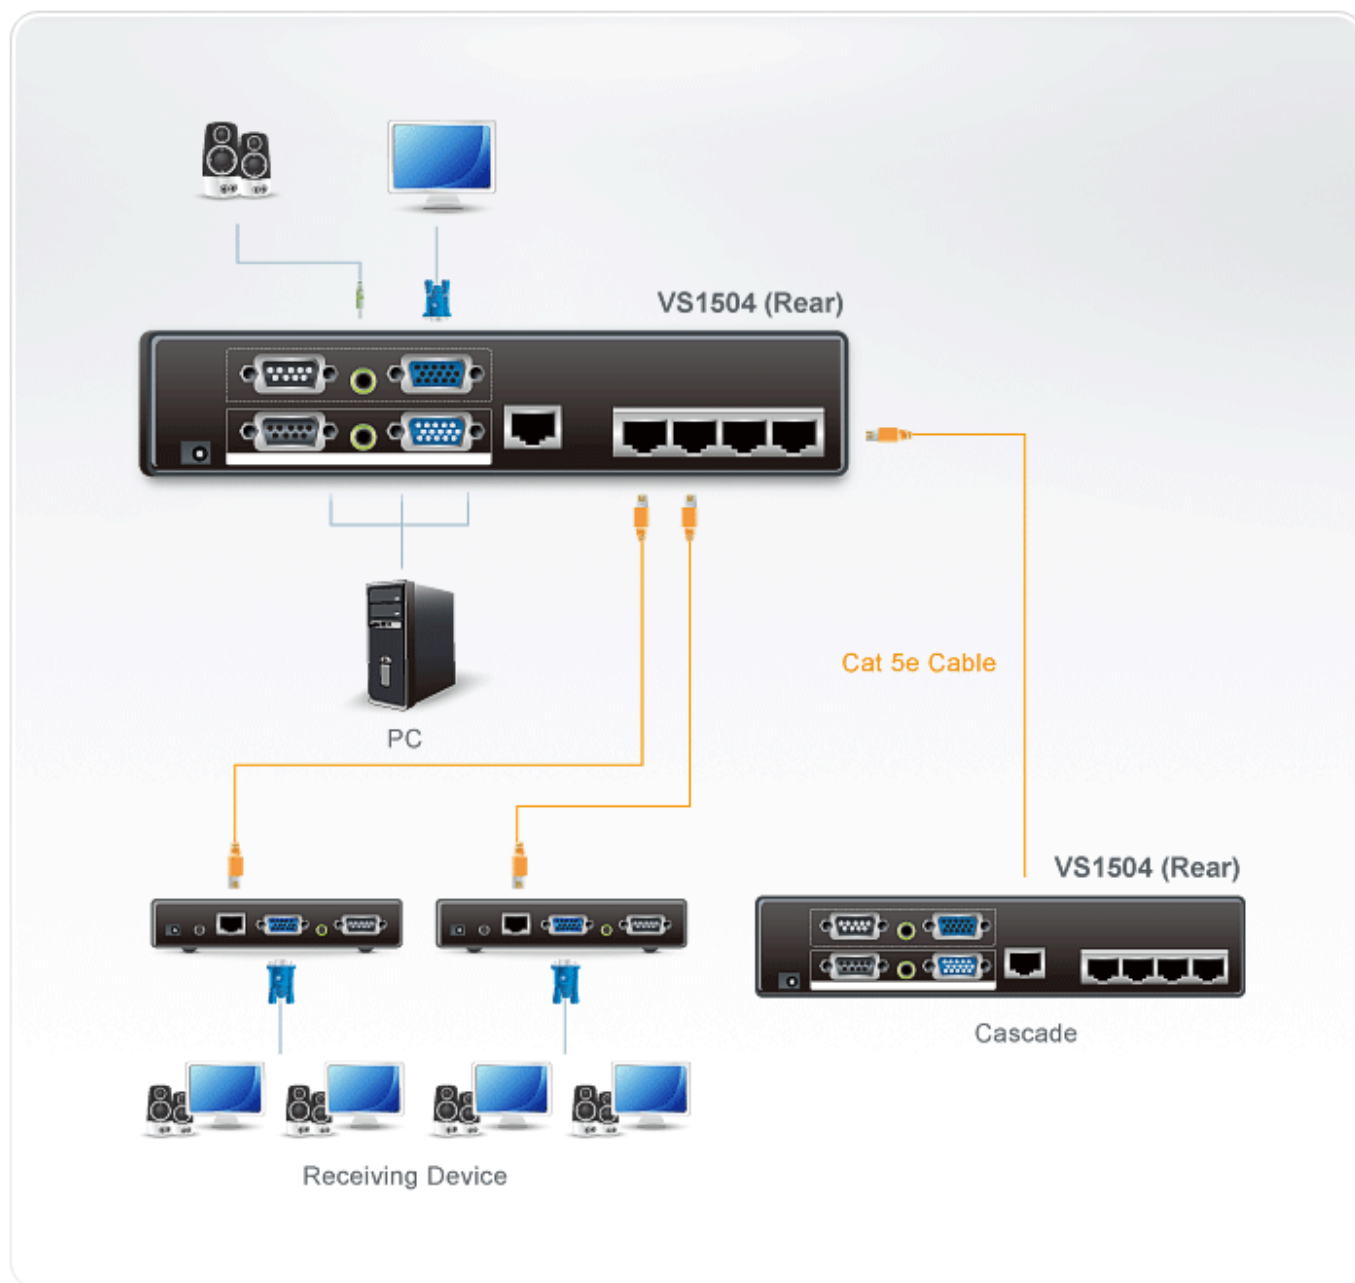 VS1504 (Rear)
Cat 5e Cable
PC
VS1504 (Rear)
Cascade
Receiving Device